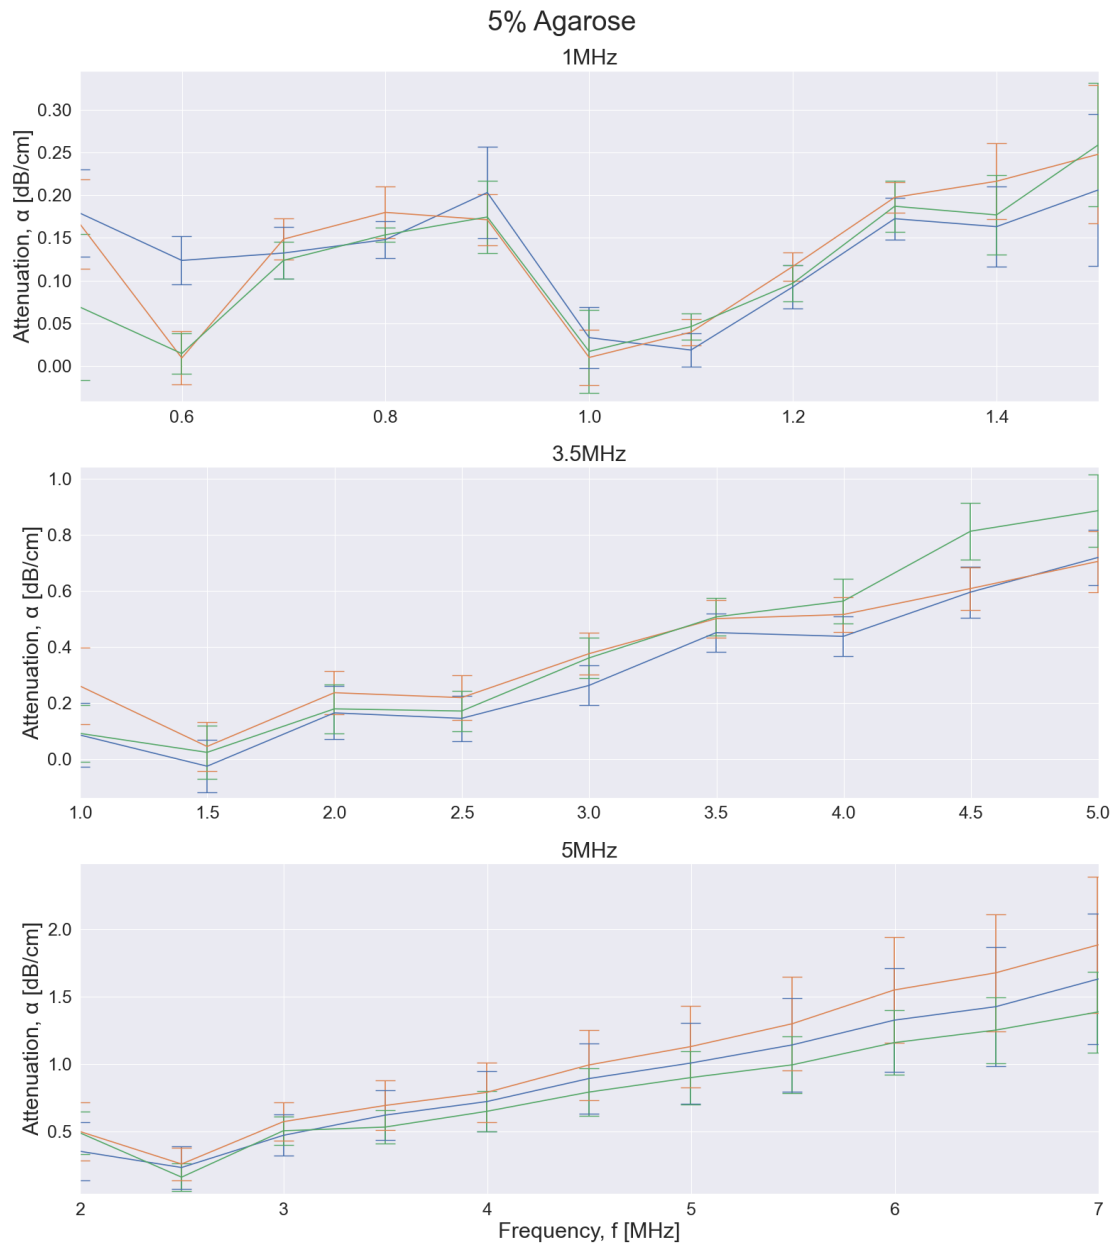 5% Agarose
1MHz
Attenuation, α [dB/cm]
0.30
0.25
0.20
0.15
0.10
0.05
0.00
0.6 0.8 1.0 1.2 1.4
3.5MHz
Attenuation, α [dB/cm]
1.0
0.8
0.6
0.4
0.2
0.0
1.0 1.5 2.0 2.5 3.0 3.5 4.0 4.5 5.0
5MHz
Attenuation, α [dB/cm]
2.0
1.5
1.0
0.5
2 3 4 5 6 7
Frequency, f [MHz]